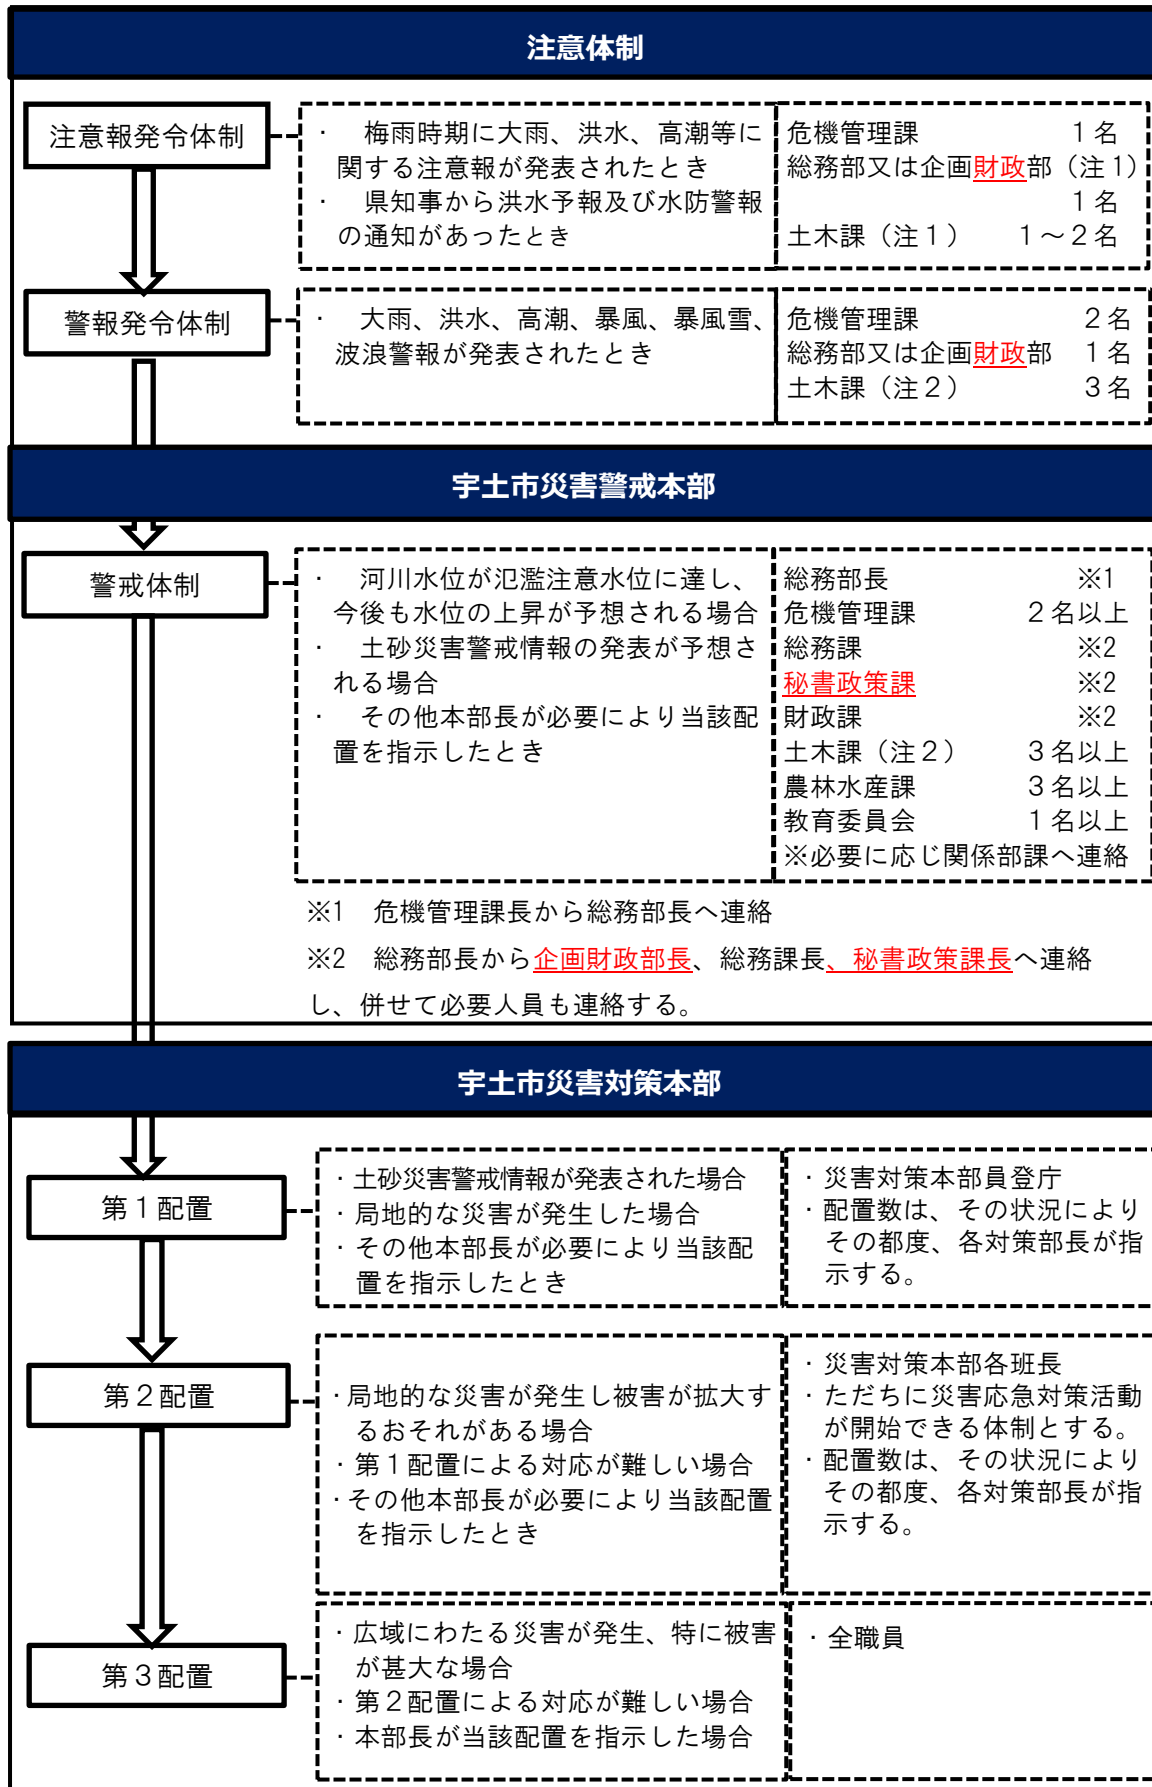 注意体制
注意報発令体制
・　梅雨時期に大雨、洪水、高潮等に
関する注意報が発表されたとき
・　県知事から洪水予報及び水防警報
の通知があったとき
危機管理課　　　　　　１名
総務部又は企画財政部（注１）
１名
土木課（注１）　　１～２名
警報発令体制
・　大雨、洪水、高潮、暴風、暴風雪、
波浪警報が発表されたとき
危機管理課　　　　　　２名
総務部又は企画財政部　１名
土木課（注２）　　　　３名
宇土市災害警戒本部
警戒体制
・　河川水位が氾濫注意水位に達し、
今後も水位の上昇が予想される場合
・　土砂災害警戒情報の発表が予想さ
れる場合
・　その他本部長が必要により当該配
置を指示したとき
総務部長　　　　　　　※1
危機管理課　　　　２名以上
総務課　　　　　　　　※2
秘書政策課　　　　　　※2
財政課　　　　　　　　※2
土木課（注２）　　３名以上
農林水産課　　　　３名以上
教育委員会　　　　１名以上
※必要に応じ関係部課へ連絡
※1　危機管理課長から総務部長へ連絡
※2　総務部長から企画財政部長、総務課長、秘書政策課長へ連絡
し、併せて必要人員も連絡する。
宇土市災害対策本部
第１配置
・土砂災害警戒情報が発表された場合
・局地的な災害が発生した場合
・その他本部長が必要により当該配
置を指示したとき
・災害対策本部員登庁
・配置数は、その状況により
その都度、各対策部長が指
示する。
第２配置
・局地的な災害が発生し被害が拡大す
るおそれがある場合
・第１配置による対応が難しい場合
・その他本部長が必要により当該配置
を指示したとき
・災害対策本部各班長
・ただちに災害応急対策活動
が開始できる体制とする。
・配置数は、その状況により
その都度、各対策部長が指
示する。
第３配置
・広域にわたる災害が発生、特に被害
が甚大な場合
・第２配置による対応が難しい場合
・本部長が当該配置を指示した場合
・全職員